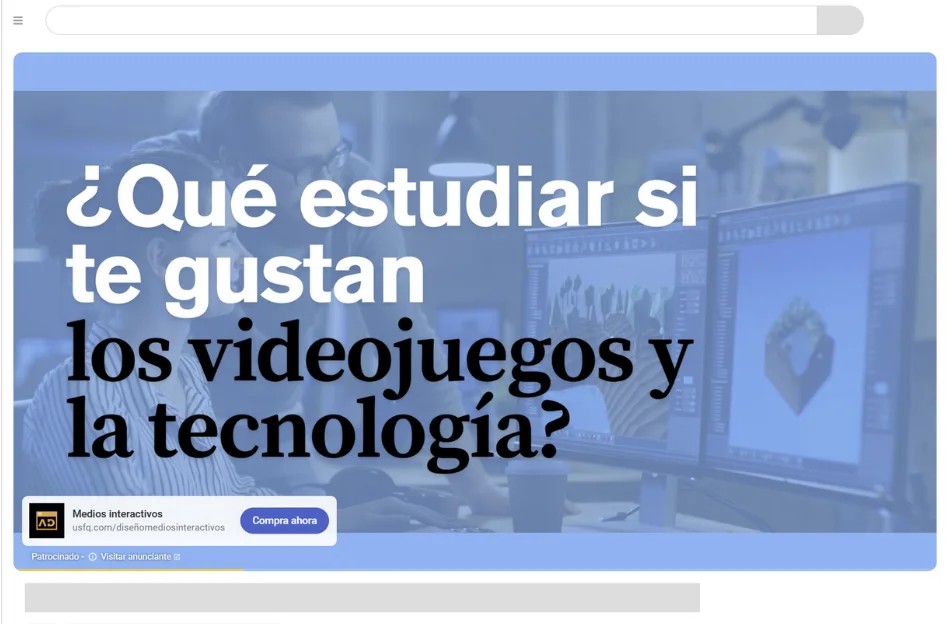 ¿Qué estudiar si
te gustan
los videojuegos y
la tecnología?
AD
Medios interactivos
usfq.com/diseñomediosinteractivos
Compra ahora
Patrocinado · Visitar anunciante